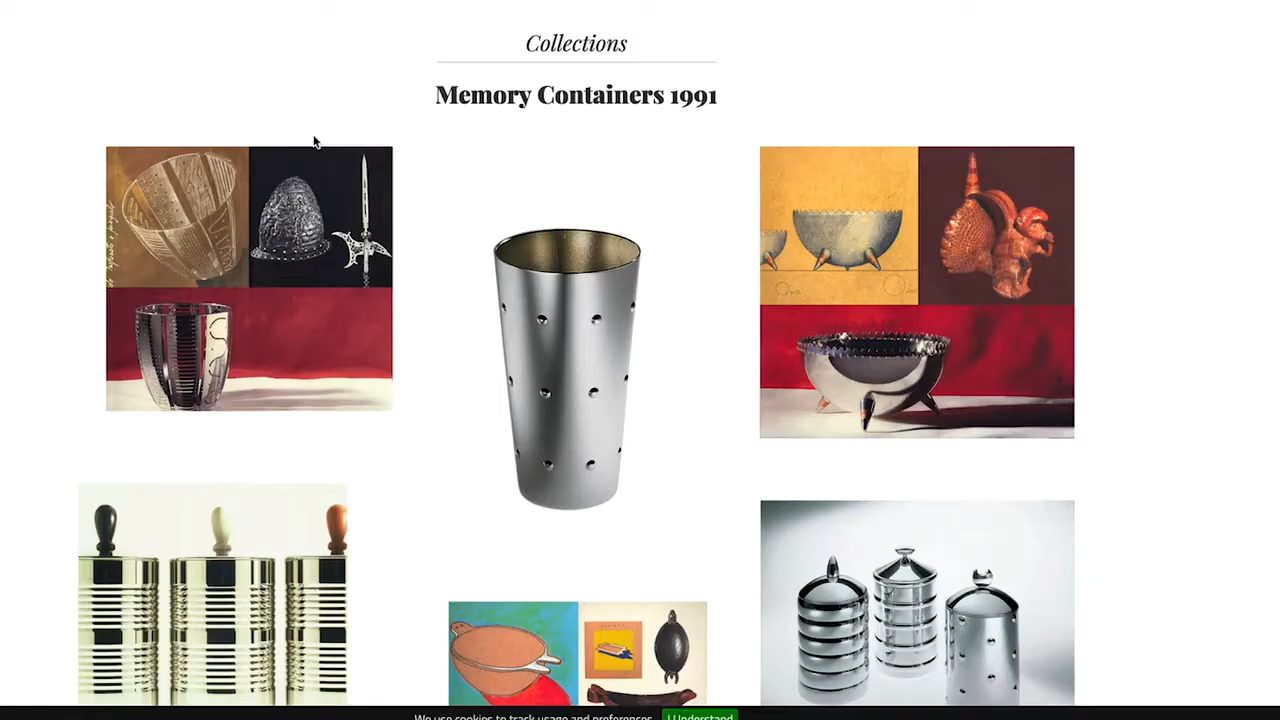 Collections
Memory Containers 1991
We use cookies to track usage and preferences I Understand